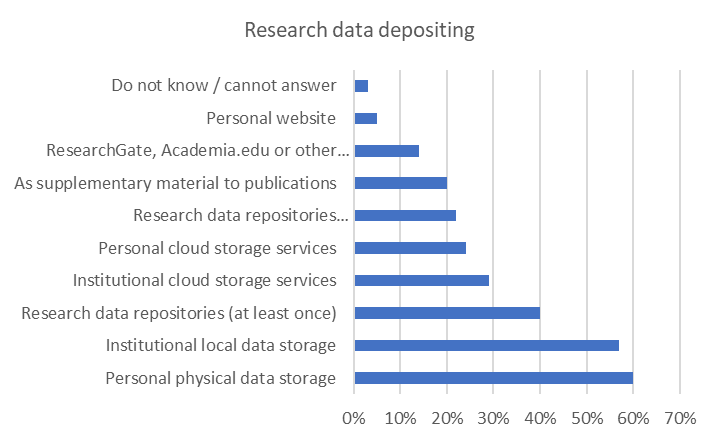 Research data depositing
Do not know / cannot answer
Personal website
ResearchGate, Academia.edu or other…
As supplementary material to publications
Research data repositories…
Personal cloud storage services
Institutional cloud storage services
Research data repositories (at least once)
Institutional local data storage
Personal physical data storage
0% 10% 20% 30% 40% 50% 60% 70%